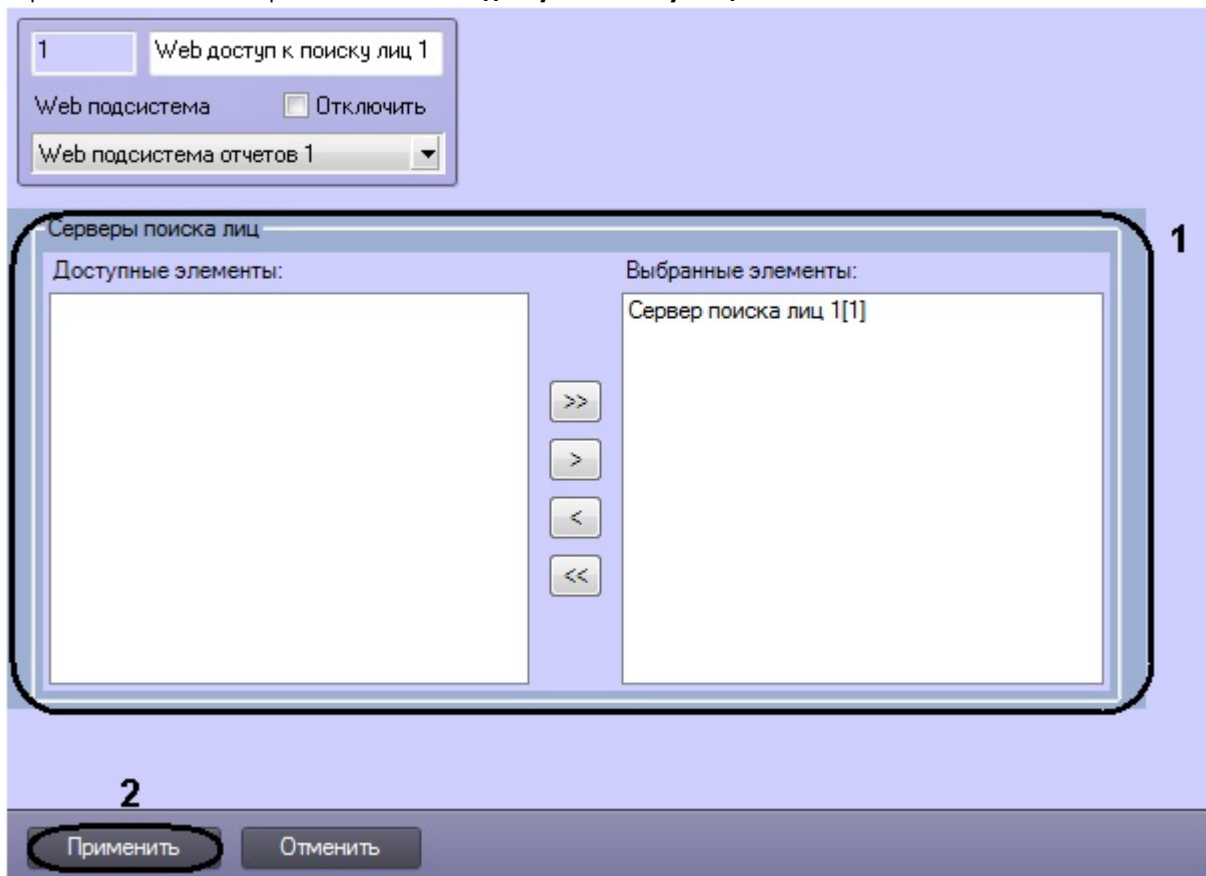 1
Web доступ к поиску лиц 1
Web подсистема
Отключить
Web подсистема отчетов 1
Серверы поиска лиц
1
Доступные элементы:
Выбранные элементы:
Сервер поиска лиц 1[1]
>>
>
<
<<
2
Применить
Отменить